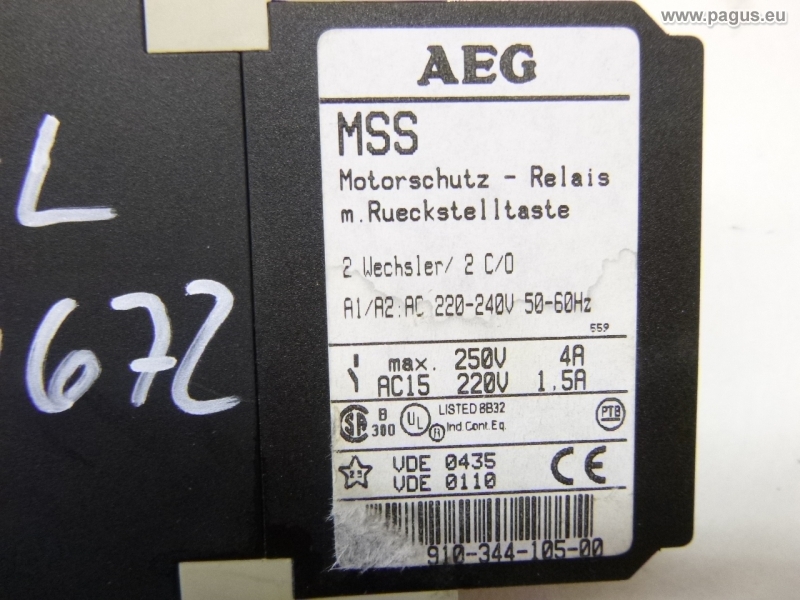 www.pagus.eu
AEG
MSS
Motorschutz - Relais
m.Rueckstelltaste
2 Wechsler/ 2 C/O
A1/A2:AC 220-240V 50-60Hz
559
max. 250V 4A
AC15 220V 1.5A
SA B 300 UL R LISTED 8B32 Ind.Cont.Eq. PTB
VDE 0435
VDE 0110
CE
910-344-105-00
L
672